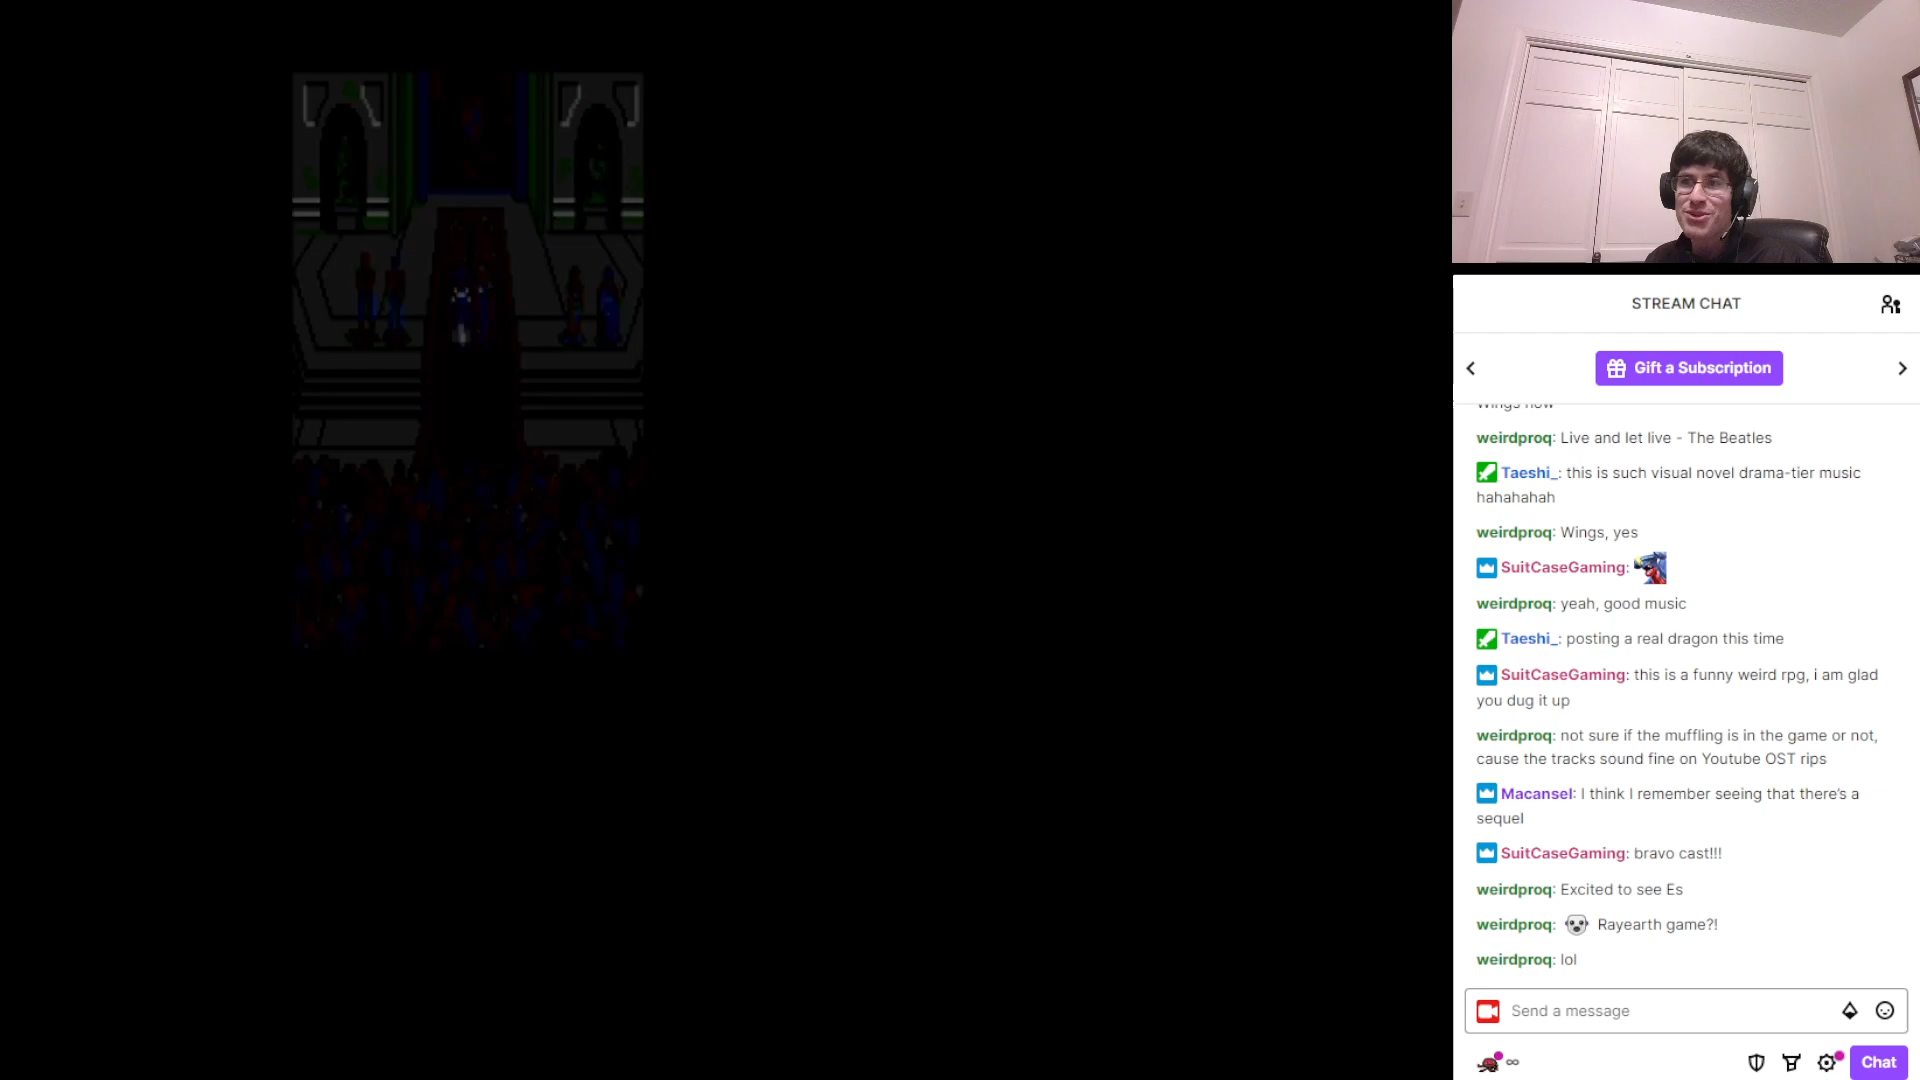 STREAM CHAT
Gift a Subscription
weirdproq: Live and let live - The Beatles
Taeshi_: this is such visual novel drama-tier music
hahahahah
weirdproq: Wings, yes
SuitCaseGaming:
weirdproq: yeah, good music
Taeshi_: posting a real dragon this time
SuitCaseGaming: this is a funny weird rpg, i am glad
you dug it up
weirdproq: not sure if the muffling is in the game or not,
cause the tracks sound fine on Youtube OST rips
Macansel: I think I remember seeing that there's a
sequel
SuitCaseGaming: bravo cast!!!
weirdproq: Excited to see Es
weirdproq: Rayearth game?!
weirdproq: lol
Send a message
∞
Chat